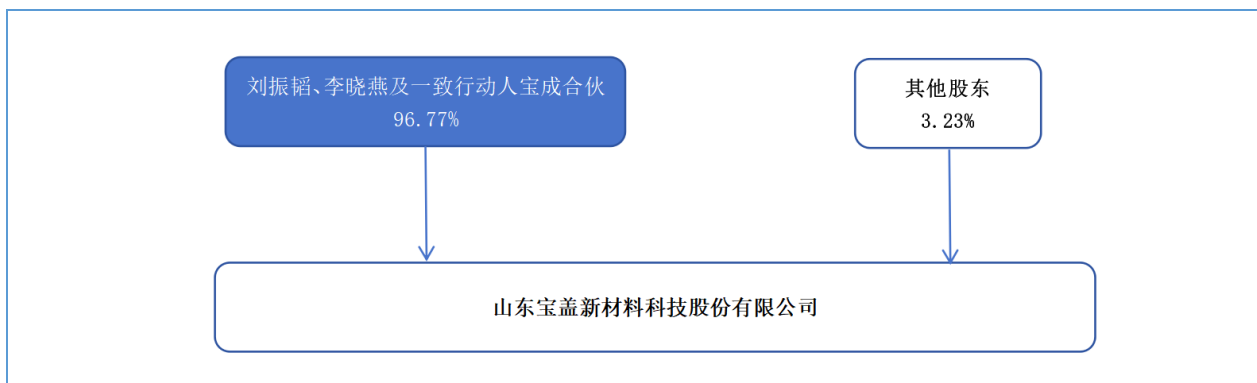 刘振韬、李晓燕及一致行动人宝成合伙
96.77%
其他股东
3.23%
山东宝盖新材料科技股份有限公司